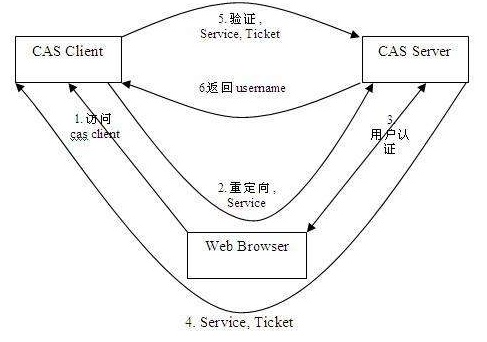 5.验证,
Service, Ticket
CAS Client
CAS Server
6返回 username
1.访问
cas client
3.
用户认
证
2.重定向,
Service
Web Browser
4. Service, Ticket